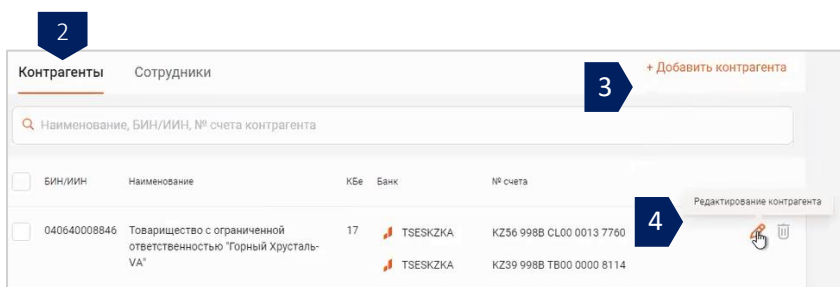 2
Контрагенты Сотрудники
+ Добавить контрагента
3
Наименование, БИН/ИИН, № счета контрагента
БИН/ИИН Наименование КБе Банк № счета
Редактирование контрагента
4
040640008846 Товарищество с ограниченной 17 TSESKZKA KZ56 998B CL00 0013 7760
ответственностью "Горный Хрусталь-
VA" TSESKZKA KZ39 998B TB00 0000 8114